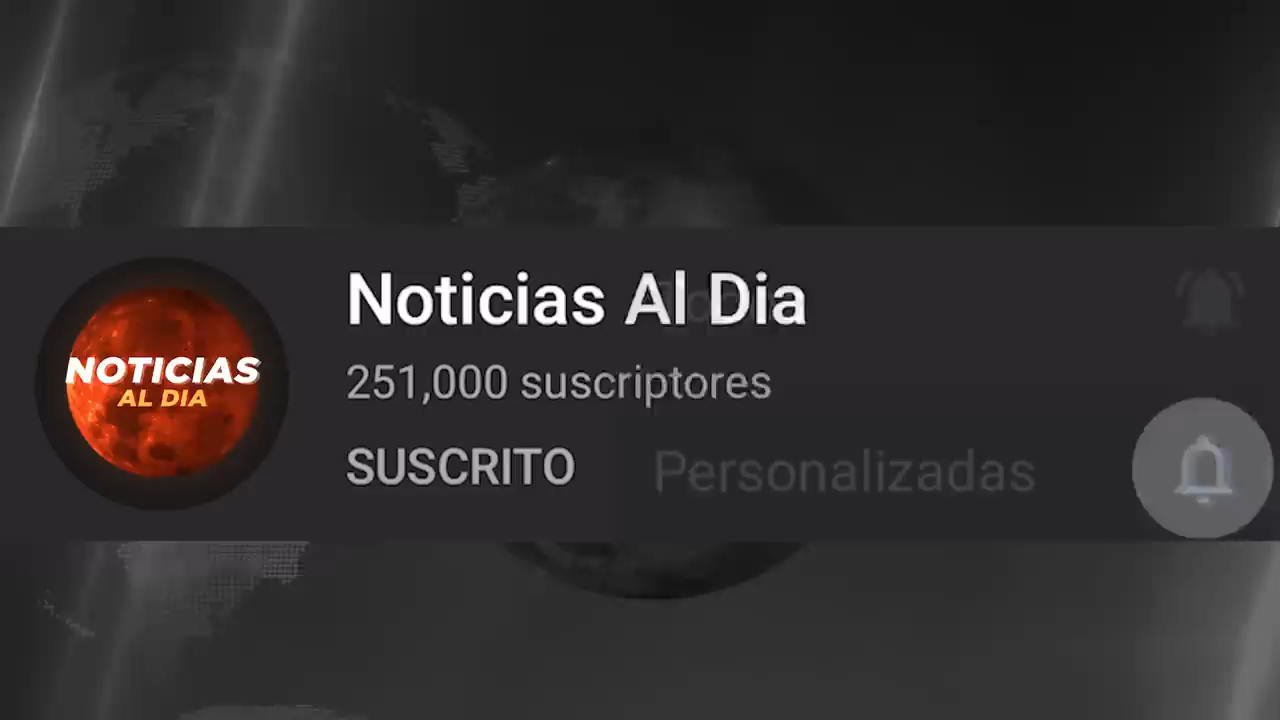 Noticias Al Dia
NOTICIAS
AL DIA
251,000 suscriptores
SUSCRITO
Personalizadas